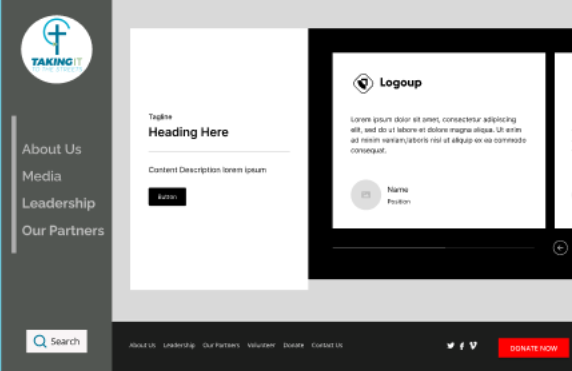 TAKINGIT
TO THE STREETS
About Us
Media
Leadership
Our Partners
Search
Tagline
Heading Here
Content Description lorem ipsum
Button
Logoup
Lorem ipsum dolor sit amet, consectetur adipiscing
elit, sed do ut labore et dolore magna aliqua. Ut enim
ad minim veniam,laboris nisi ut aliquip ex ea commodo
consequat.
Name
Position
About Us Leadership Our Partners Volunteer Donate Contact Us
DONATE NOW